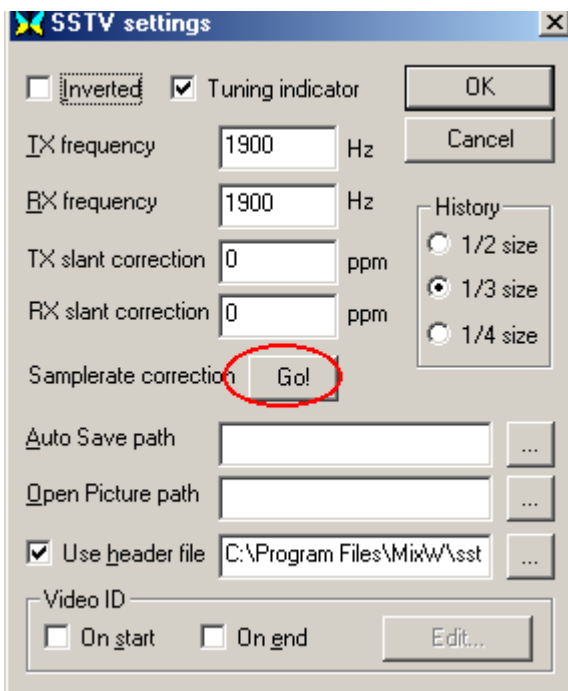 SSTV settings
Inverted
Tuning indicator
OK
TX frequency
1900
Hz
Cancel
RX frequency
1900
Hz
History
1/2 size
TX slant correction
0
ppm
1/3 size
RX slant correction
0
ppm
1/4 size
Samplerate correction
Go!
Auto Save path
...
Open Picture path
...
Use header file
C:\Program Files\MixW\sst
...
Video ID
On start
On end
Edit...